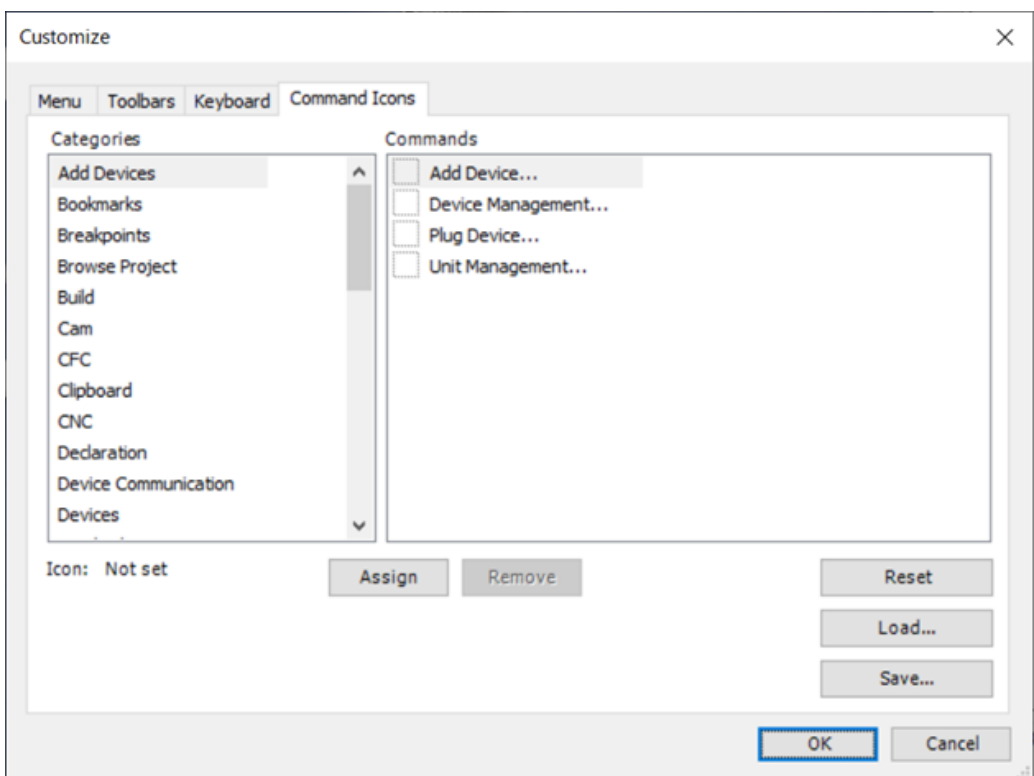 Customize
Menu Toolbars Keyboard Command Icons
Categories
Commands
Add Devices
Bookmarks
Breakpoints
Browse Project
Build
Cam
CFC
Clipboard
CNC
Declaration
Device Communication
Devices
Add Device...
Device Management...
Plug Device...
Unit Management...
Icon: Not set
Assign
Remove
Reset
Load...
Save...
OK
Cancel